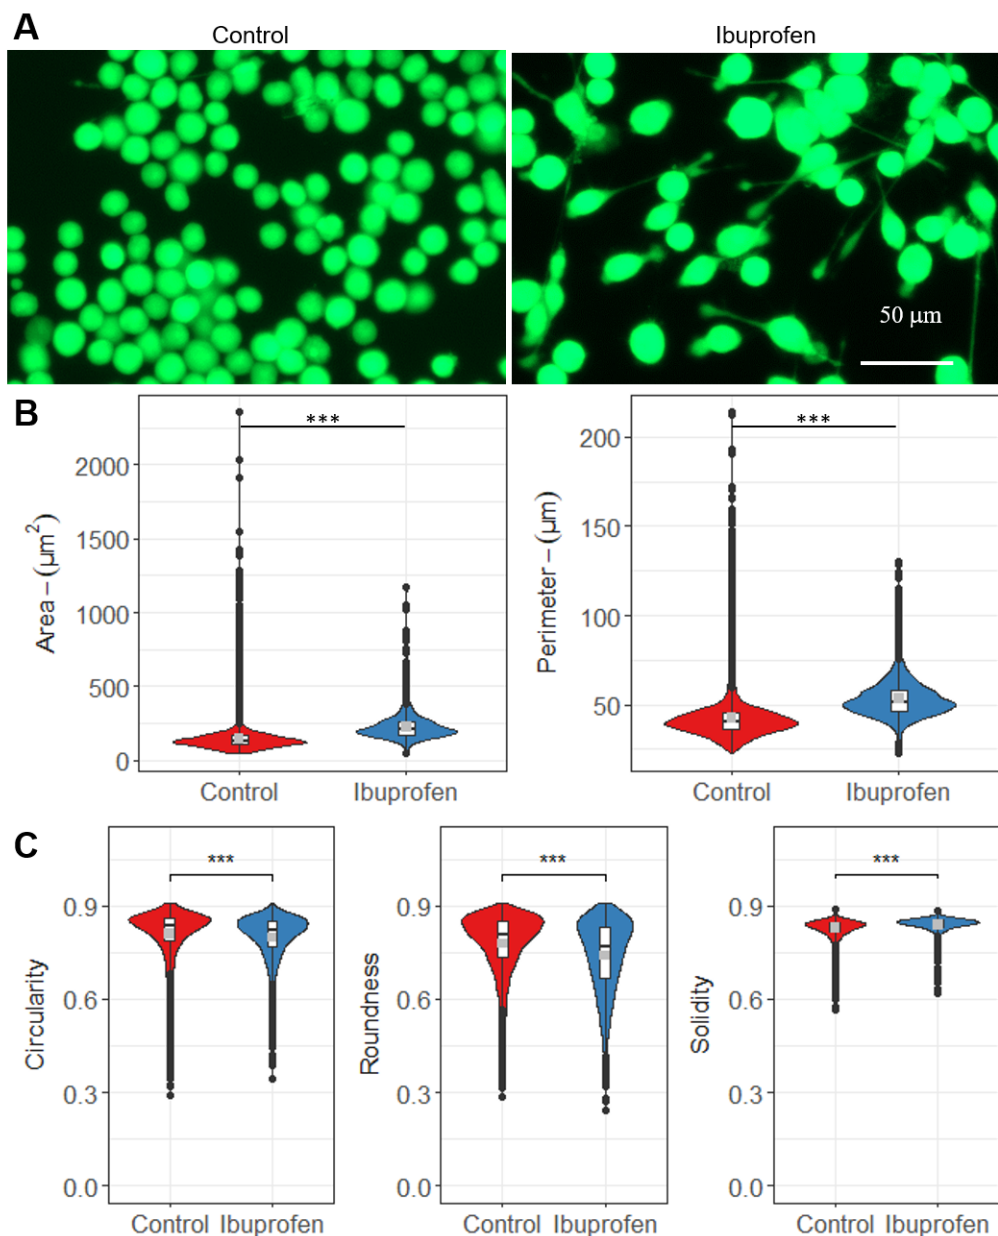 A
Control
Ibuprofen
50 μm
B
***
2000
1500
1000
500
0
Area – (μm²)
Control
Ibuprofen
***
200
150
100
50
Perimeter – (μm)
Control
Ibuprofen
C
***
0.9
0.6
0.3
0.0
Circularity
Control
Ibuprofen
***
0.9
0.6
0.3
0.0
Roundness
Control
Ibuprofen
***
0.9
0.6
0.3
0.0
Solidity
Control
Ibuprofen